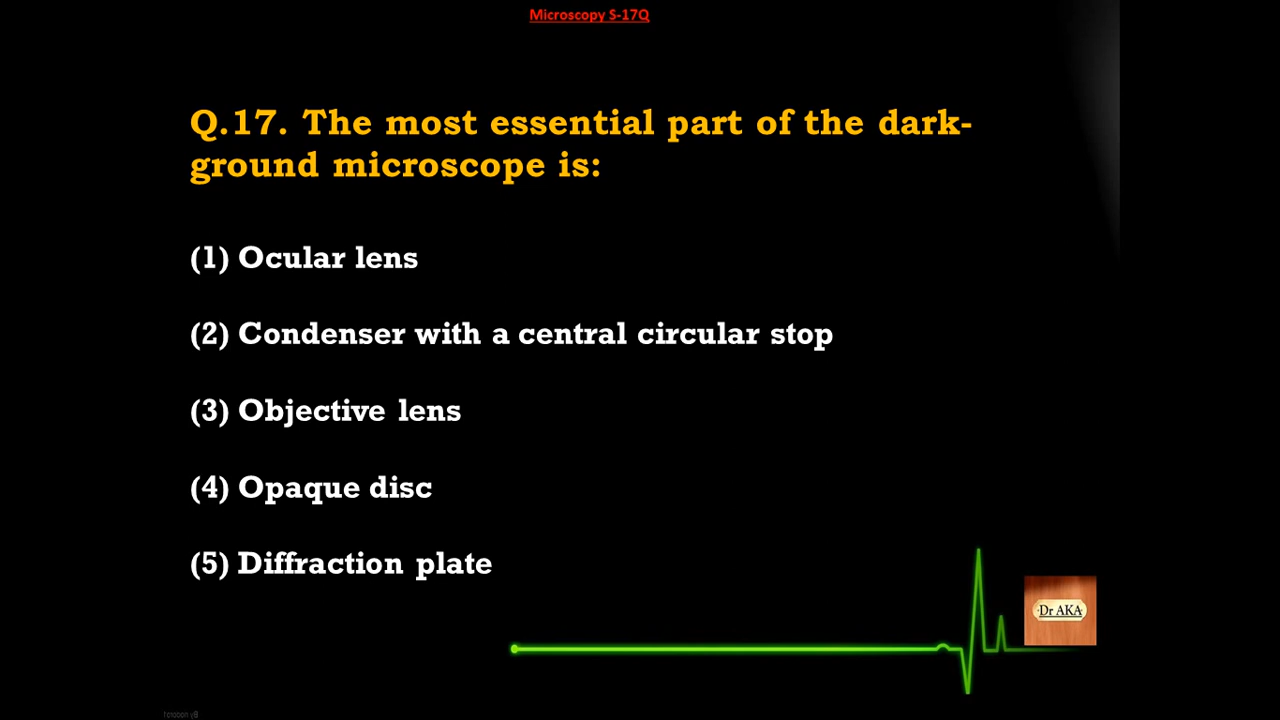 Microscopy S-17Q
Q.17. The most essential part of the dark-
ground microscope is:
(1) Ocular lens
(2) Condenser with a central circular stop
(3) Objective lens
(4) Opaque disc
(5) Diffraction plate
Dr AKA